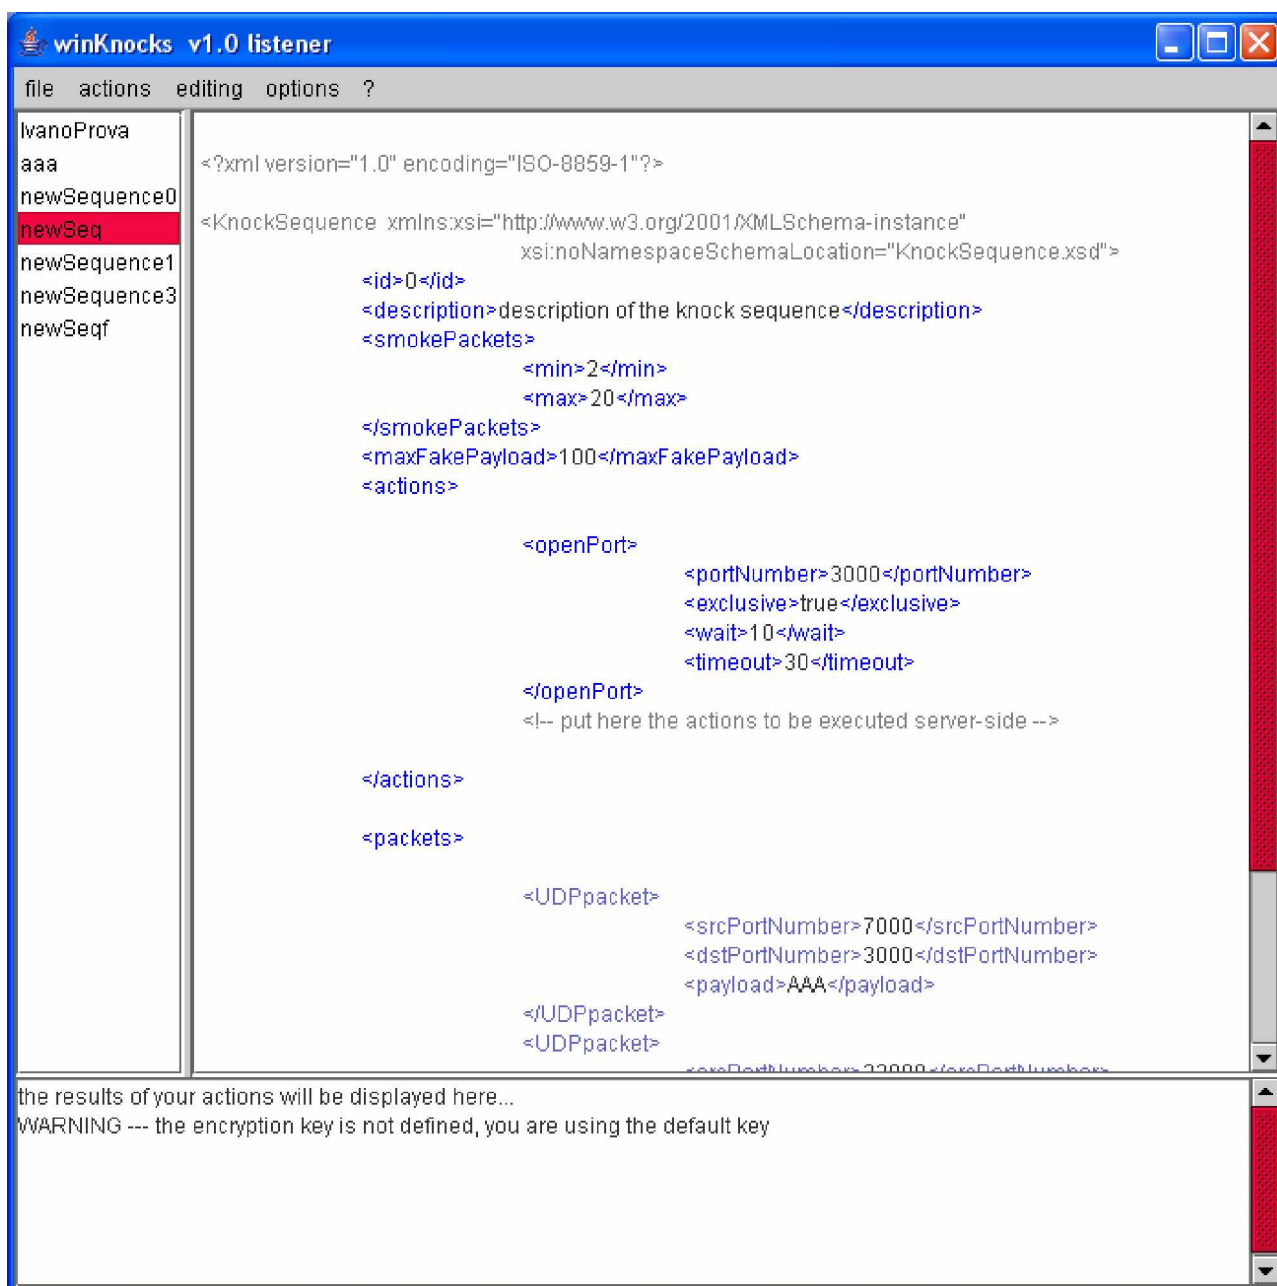 winKnocks v1.0 listener
file actions editing options ?
IvanoProva
aaa
newSequence0
newSeq
newSequence1
newSequence3
newSeqf
<?xml version="1.0" encoding="ISO-8859-1"?>
<KnockSequence xmlns:xsi="http://www.w3.org/2001/XMLSchema-instance"
xsi:noNamespaceSchemaLocation="KnockSequence.xsd">
<id>0</id>
<description>description of the knock sequence</description>
<smokePackets>
<min>2</min>
<max>20</max>
</smokePackets>
<maxFakePayload>100</maxFakePayload>
<actions>
<openPort>
<portNumber>3000</portNumber>
<exclusive>true</exclusive>
<wait>10</wait>
<timeout>30</timeout>
</openPort>
<!-- put here the actions to be executed server-side -->
</actions>
<packets>
<UDPpacket>
<srcPortNumber>7000</srcPortNumber>
<dstPortNumber>3000</dstPortNumber>
<payload>AAA</payload>
</UDPpacket>
<UDPpacket>
the results of your actions will be displayed here...
WARNING --- the encryption key is not defined, you are using the default key